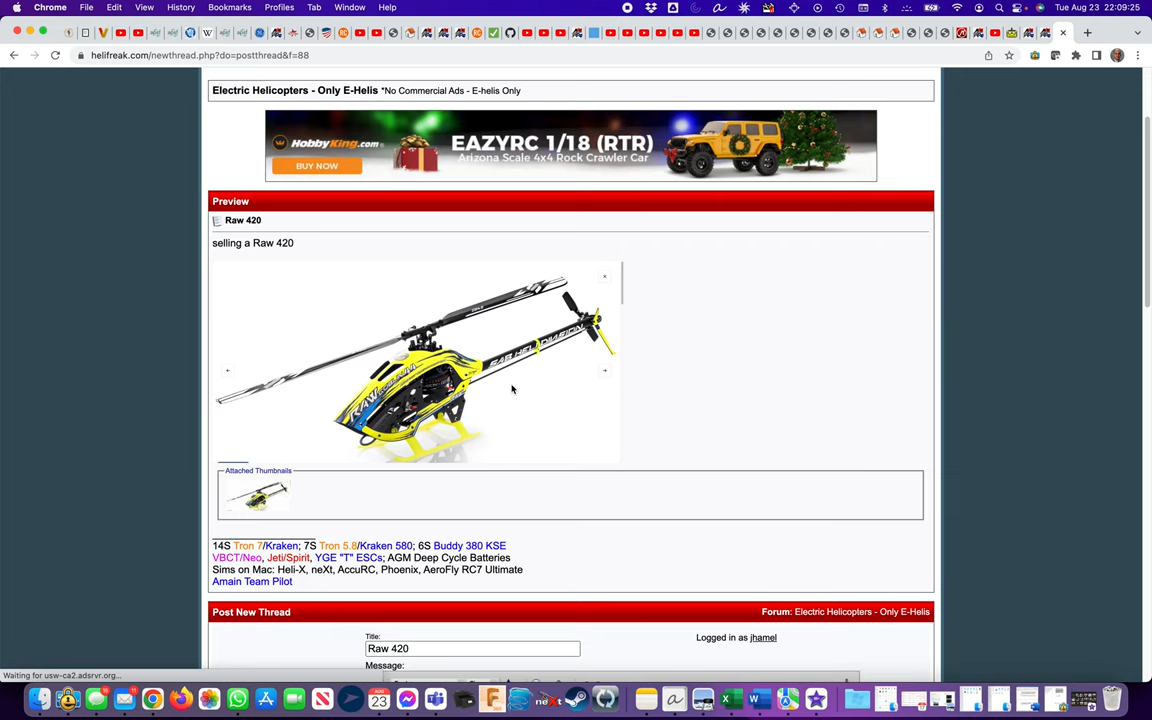 Chrome File Edit View History Bookmarks Profiles Tab Window Help Tue Aug 23 22:09:25
helifreak.com/newthread.php?do=postthread&f=88
Electric Helicopters - Only E-Helis *No Commercial Ads - E-helis Only
HobbyKing.com
BUY NOW
EAZYRC 1/18 (RTR)
Arizona Scale 4x4 Rock Crawler Car
Preview
Raw 420
selling a Raw 420
SAB HELI DIVISION
RAW
Attached Thumbnails
14S Tron 7/Kraken; 7S Tron 5.8/Kraken 580; 6S Buddy 380 KSE
VBCT/Neo, Jeti/Spirit, YGE "T" ESCs; AGM Deep Cycle Batteries
Sims on Mac: Heli-X, neXt, AccuRC, Phoenix, AeroFly RC7 Ultimate
Amain Team Pilot
Post New Thread Forum: Electric Helicopters - Only E-Helis
Title:
Raw 420
Logged in as jhamel
Message:
Waiting for usw-ca2.adsrvr.org...